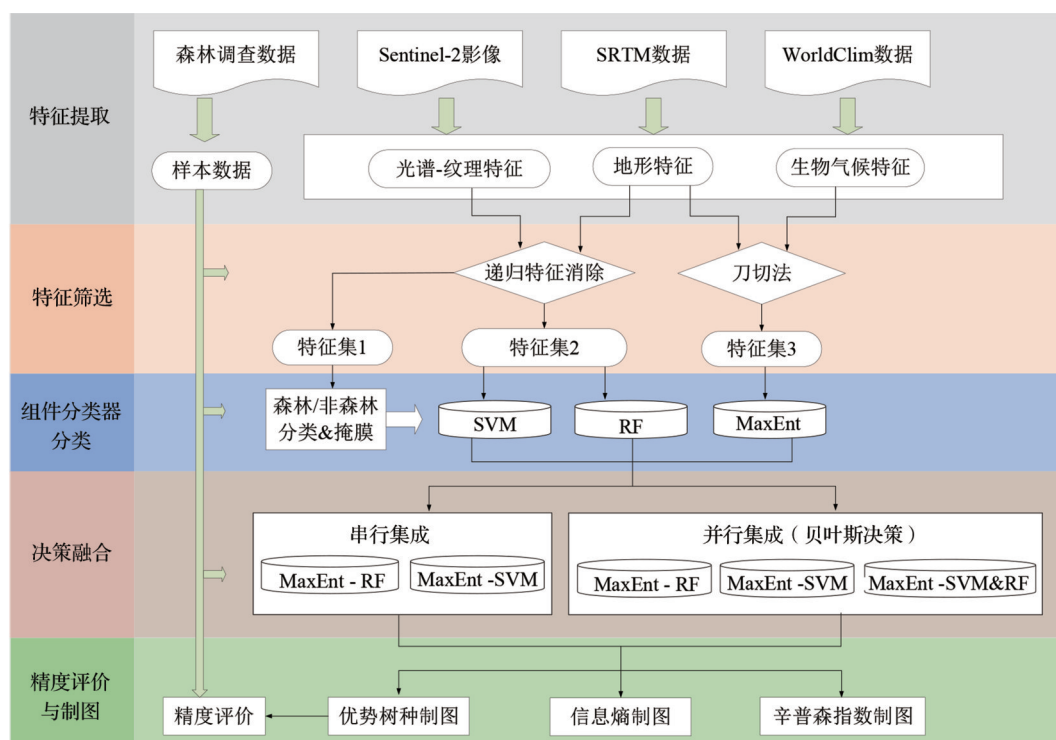 森林调查数据
Sentinel-2影像
SRTM数据
WorldClim数据
特征提取
样本数据
光谱-纹理特征
地形特征
生物气候特征
特征筛选
递归特征消除
刀切法
特征集1
特征集2
特征集3
组件分类器
分类
森林/非森林
分类&掩膜
SVM
RF
MaxEnt
决策融合
串行集成
MaxEnt - RF
MaxEnt -SVM
并行集成（贝叶斯决策）
MaxEnt - RF
MaxEnt -SVM
MaxEnt -SVM&RF
精度评价
与制图
精度评价
优势树种制图
信息熵制图
辛普森指数制图